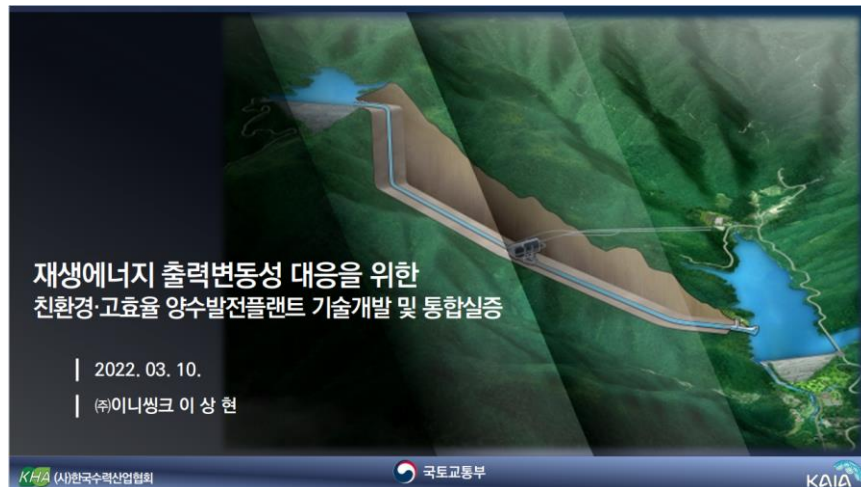 재생에너지 출력변동성 대응을 위한
친환경·고효율 양수발전플랜트 기술개발 및 통합실증
2022. 03. 10.
㈜이니씽크 이 상 현
KHA (사)한국수력산업협회
국토교통부
KAIA